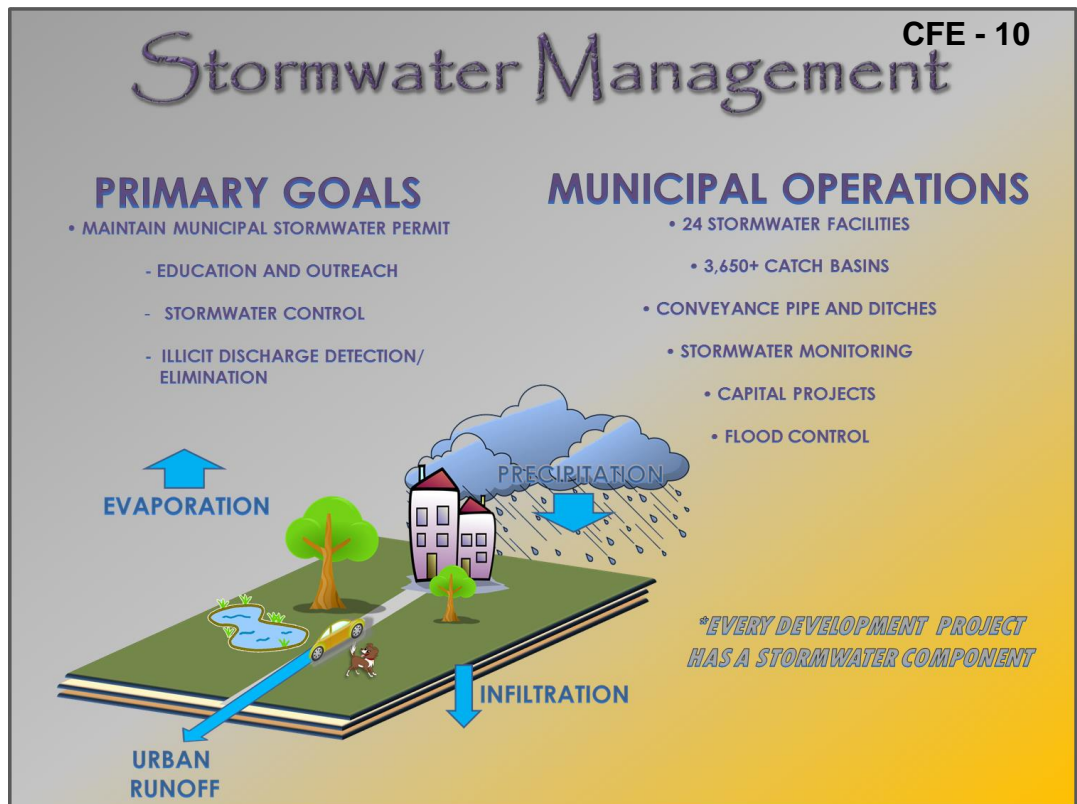 CFE - 10
Stormwater Management
PRIMARY GOALS
• MAINTAIN MUNICIPAL STORMWATER PERMIT
- EDUCATION AND OUTREACH
- STORMWATER CONTROL
- ILLICIT DISCHARGE DETECTION/
ELIMINATION
MUNICIPAL OPERATIONS
• 24 STORMWATER FACILITIES
• 3,650+ CATCH BASINS
• CONVEYANCE PIPE AND DITCHES
• STORMWATER MONITORING
• CAPITAL PROJECTS
• FLOOD CONTROL
PRECIPITATION
EVAPORATION
*EVERY DEVELOPMENT PROJECT
HAS A STORMWATER COMPONENT
INFILTRATION
URBAN
RUNOFF